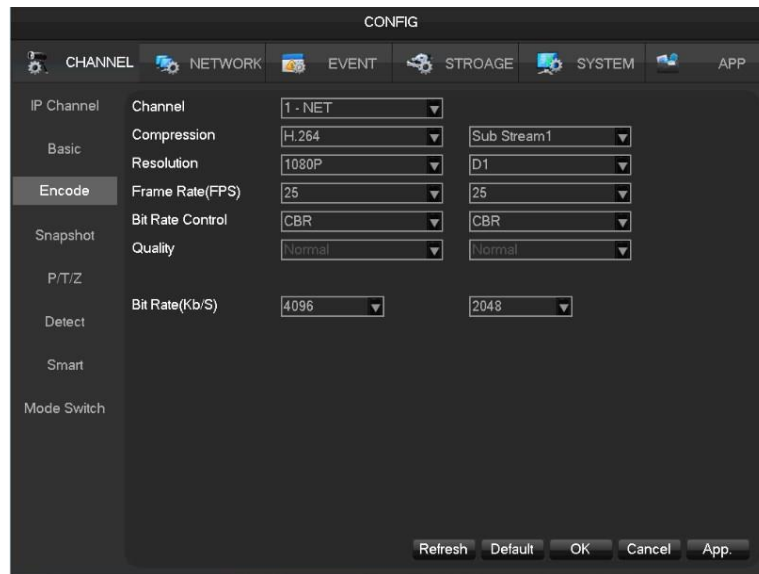 CONFIG
CHANNEL NETWORK EVENT STROAGE SYSTEM APP
IP Channel
Basic
Encode
Snapshot
P/T/Z
Detect
Smart
Mode Switch
Channel 1 - NET
Compression H.264 Sub Stream1
Resolution 1080P D1
Frame Rate(FPS) 25 25
Bit Rate Control CBR CBR
Quality Normal Normal
Bit Rate(Kb/S) 4096 2048
Refresh Default OK Cancel App.